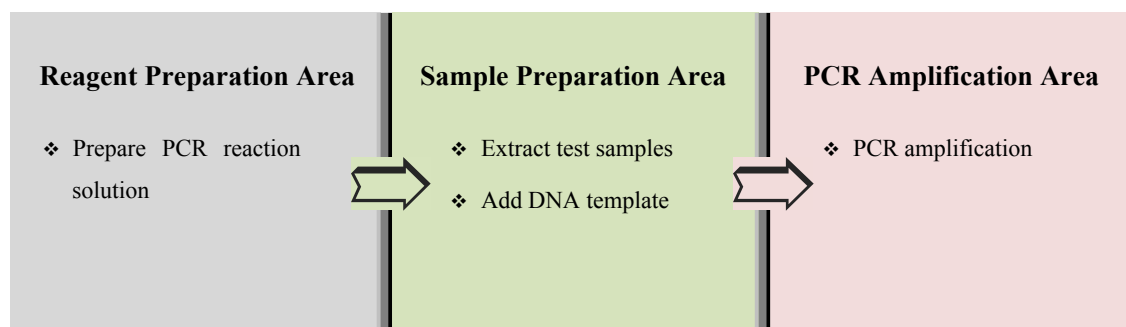 Reagent Preparation Area
❖ Prepare PCR reaction
solution
Sample Preparation Area
❖ Extract test samples
❖ Add DNA template
PCR Amplification Area
❖ PCR amplification